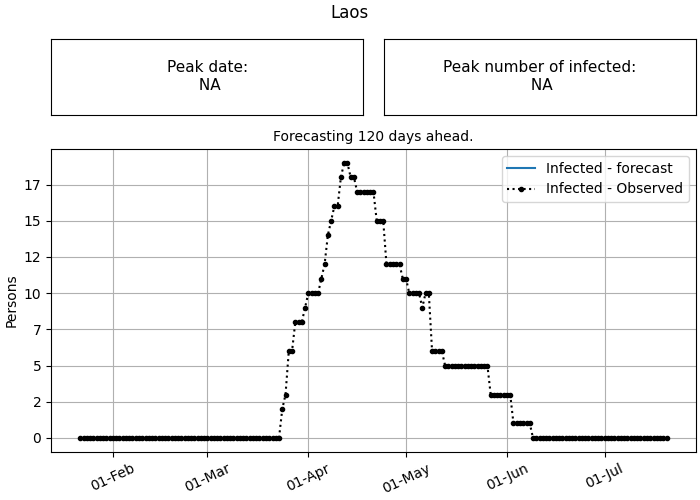 Laos
Peak date:
NA
Peak number of infected:
NA
Forecasting 120 days ahead.
Infected - forecast
Infected - Observed
Persons
17
15
12
10
7
5
2
0
01-Feb
01-Mar
01-Apr
01-May
01-Jun
01-Jul